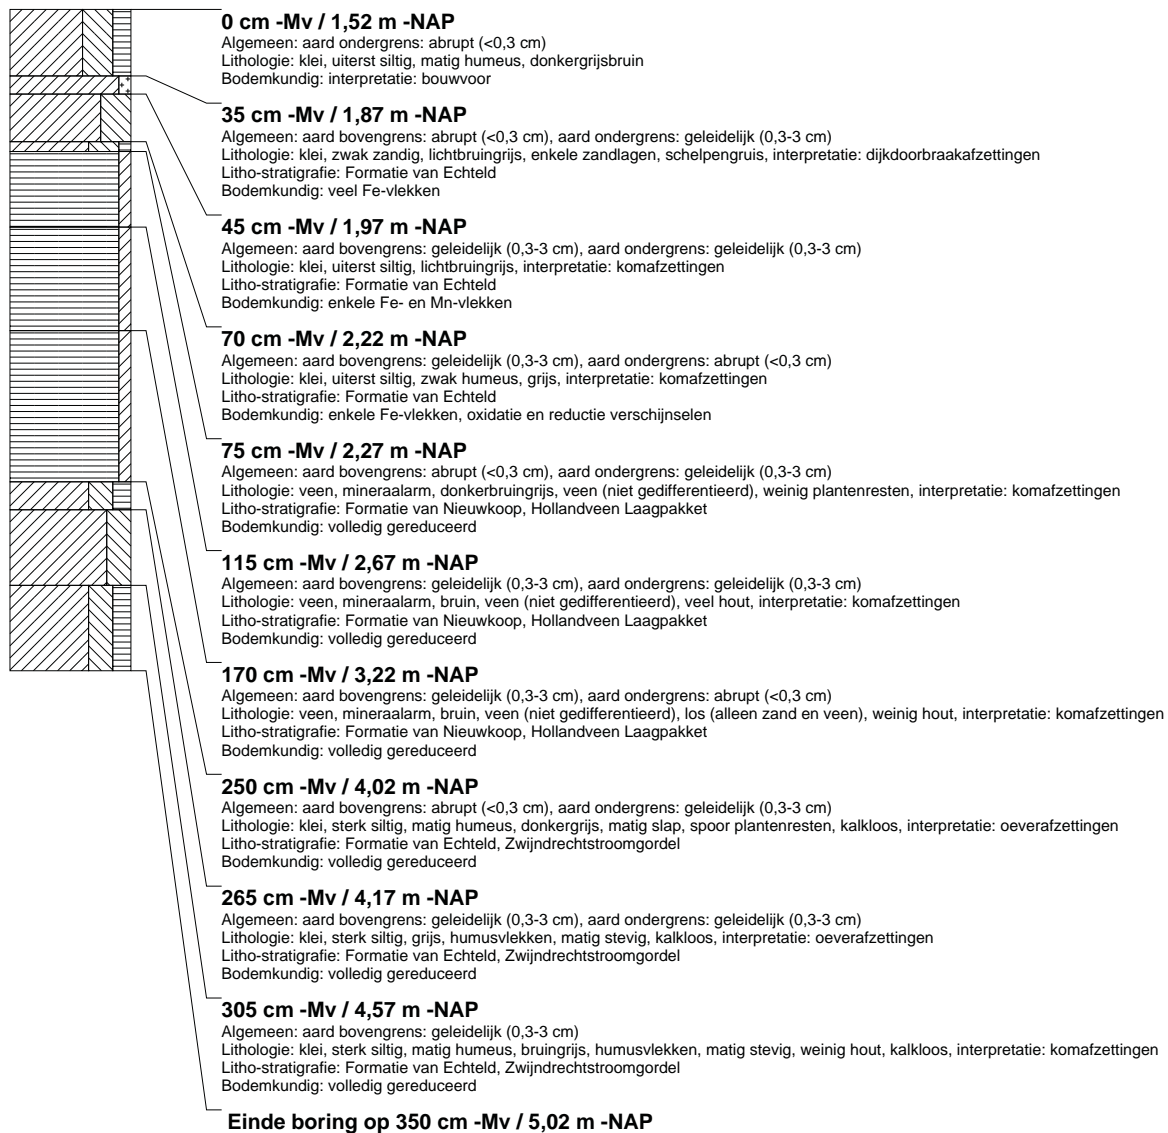 0 cm -Mv / 1,52 m -NAP
Algemeen: aard ondergrens: abrupt (<0,3 cm)
Lithologie: klei, uiterst siltig, matig humeus, donkergrijsbruin
Bodemkundig: interpretatie: bouwvoor
35 cm -Mv / 1,87 m -NAP
Algemeen: aard bovengrens: abrupt (<0,3 cm), aard ondergrens: geleidelijk (0,3-3 cm)
Lithologie: klei, zwak zandig, lichtbruingrijs, enkele zandlagen, schelpengruis, interpretatie: dijkdoorbraakafzettingen
Litho-stratigrafie: Formatie van Echteld
Bodemkundig: veel Fe-vlekken
45 cm -Mv / 1,97 m -NAP
Algemeen: aard bovengrens: geleidelijk (0,3-3 cm), aard ondergrens: geleidelijk (0,3-3 cm)
Lithologie: klei, uiterst siltig, lichtbruingrijs, interpretatie: komafzettingen
Litho-stratigrafie: Formatie van Echteld
Bodemkundig: enkele Fe- en Mn-vlekken
70 cm -Mv / 2,22 m -NAP
Algemeen: aard bovengrens: geleidelijk (0,3-3 cm), aard ondergrens: abrupt (<0,3 cm)
Lithologie: klei, uiterst siltig, zwak humeus, grijs, interpretatie: komafzettingen
Litho-stratigrafie: Formatie van Echteld
Bodemkundig: enkele Fe-vlekken, oxidatie en reductie verschijnselen
75 cm -Mv / 2,27 m -NAP
Algemeen: aard bovengrens: abrupt (<0,3 cm), aard ondergrens: geleidelijk (0,3-3 cm)
Lithologie: veen, mineraalarm, donkerbruingrijs, veen (niet gedifferentieerd), weinig plantenresten, interpretatie: komafzettingen
Litho-stratigrafie: Formatie van Nieuwkoop, Hollandveen Laagpakket
Bodemkundig: volledig gereduceerd
115 cm -Mv / 2,67 m -NAP
Algemeen: aard bovengrens: geleidelijk (0,3-3 cm), aard ondergrens: geleidelijk (0,3-3 cm)
Lithologie: veen, mineraalarm, bruin, veen (niet gedifferentieerd), veel hout, interpretatie: komafzettingen
Litho-stratigrafie: Formatie van Nieuwkoop, Hollandveen Laagpakket
Bodemkundig: volledig gereduceerd
170 cm -Mv / 3,22 m -NAP
Algemeen: aard bovengrens: geleidelijk (0,3-3 cm), aard ondergrens: abrupt (<0,3 cm)
Lithologie: veen, mineraalarm, bruin, veen (niet gedifferentieerd), los (alleen zand en veen), weinig hout, interpretatie: komafzettingen
Litho-stratigrafie: Formatie van Nieuwkoop, Hollandveen Laagpakket
Bodemkundig: volledig gereduceerd
250 cm -Mv / 4,02 m -NAP
Algemeen: aard bovengrens: abrupt (<0,3 cm), aard ondergrens: geleidelijk (0,3-3 cm)
Lithologie: klei, sterk siltig, matig humeus, donkergrijs, matig slap, spoor plantenresten, kalkloos, interpretatie: oeverafzettingen
Litho-stratigrafie: Formatie van Echteld, Zwijndrechtstroomgordel
Bodemkundig: volledig gereduceerd
265 cm -Mv / 4,17 m -NAP
Algemeen: aard bovengrens: geleidelijk (0,3-3 cm), aard ondergrens: geleidelijk (0,3-3 cm)
Lithologie: klei, sterk siltig, grijs, humusvlekken, matig stevig, kalkloos, interpretatie: oeverafzettingen
Litho-stratigrafie: Formatie van Echteld, Zwijndrechtstroomgordel
Bodemkundig: volledig gereduceerd
305 cm -Mv / 4,57 m -NAP
Algemeen: aard bovengrens: geleidelijk (0,3-3 cm)
Lithologie: klei, sterk siltig, matig humeus, bruingrijs, humusvlekken, matig stevig, weinig hout, kalkloos, interpretatie: komafzettingen
Litho-stratigrafie: Formatie van Echteld, Zwijndrechtstroomgordel
Bodemkundig: volledig gereduceerd
Einde boring op 350 cm -Mv / 5,02 m -NAP